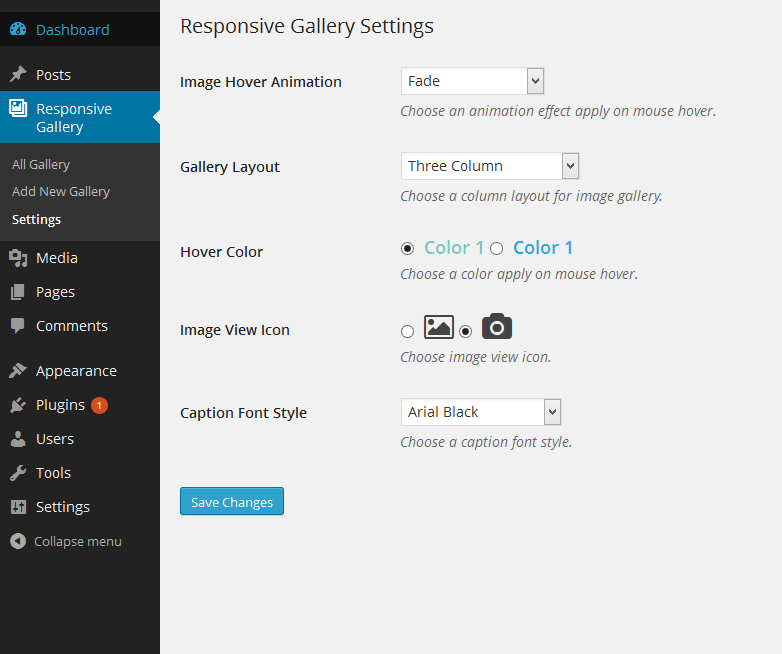 Dashboard
Posts
Responsive
Gallery
All Gallery
Add New Gallery
Settings
Media
Pages
Comments
Appearance
Plugins 1
Users
Tools
Settings
Collapse menu
Responsive Gallery Settings
Image Hover Animation
Fade
Choose an animation effect apply on mouse hover.
Gallery Layout
Three Column
Choose a column layout for image gallery.
Hover Color
Color 1 Color 1
Choose a color apply on mouse hover.
Image View Icon
Choose image view icon.
Caption Font Style
Arial Black
Choose a caption font style.
Save Changes